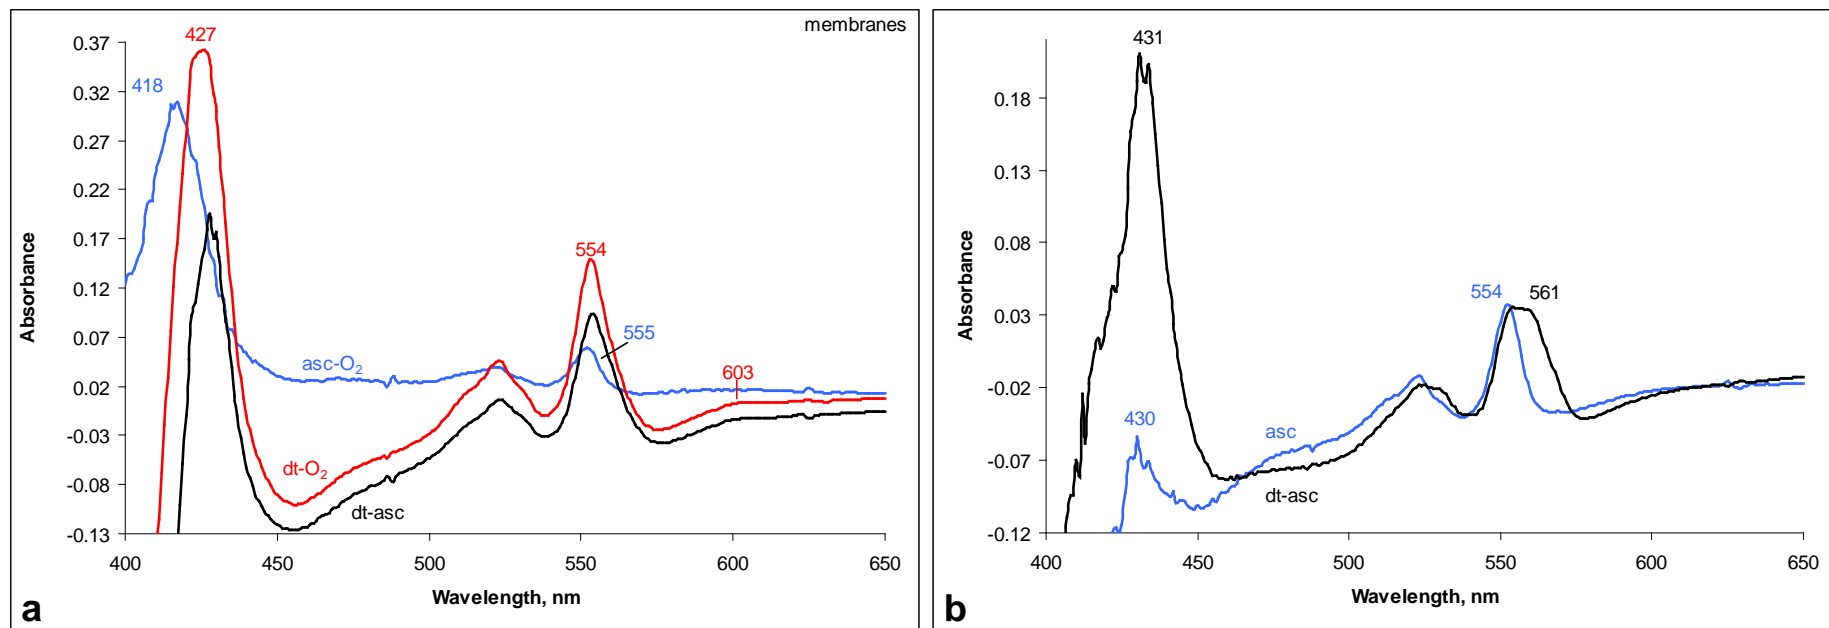 membranes
0.37
0.32
0.27
0.22
0.17
0.12
0.07
0.02
-0.03
-0.08
-0.13
Absorbance
427
418
554
555
603
asc-O₂
dt-O₂
dt-asc
400 450 500 550 600 650
Wavelength, nm
a
0.18
0.13
0.08
0.03
-0.02
-0.07
-0.12
Absorbance
431
554 561
430
asc
dt-asc
400 450 500 550 600 650
Wavelength, nm
b